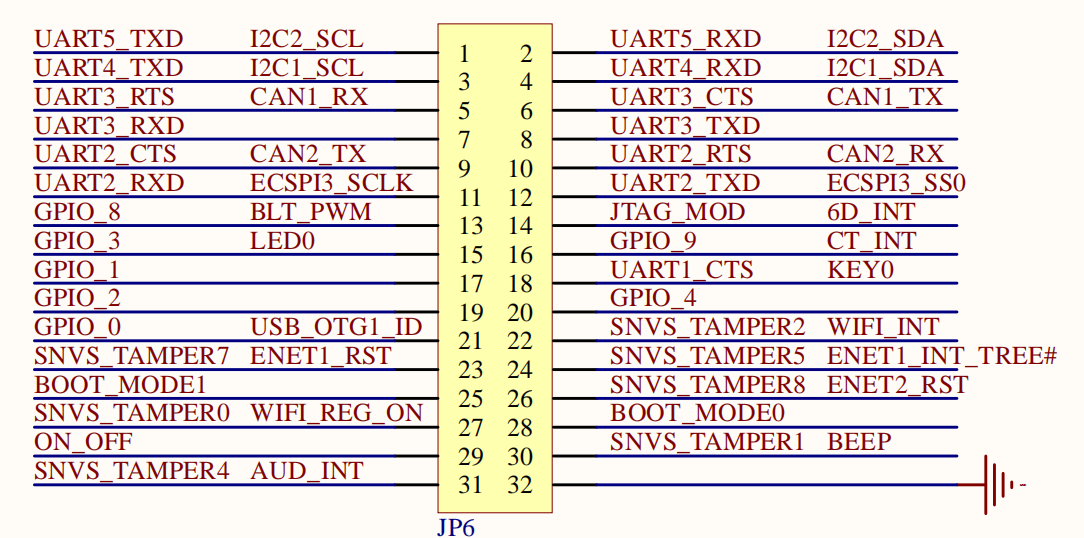 UART5_TXD I2C2_SCL 1 2 UART5_RXD I2C2_SDA
UART4_TXD I2C1_SCL 3 4 UART4_RXD I2C1_SDA
UART3_RTS CAN1_RX 5 6 UART3_CTS CAN1_TX
UART3_RXD 7 8 UART3_TXD
UART2_CTS CAN2_TX 9 10 UART2_RTS CAN2_RX
UART2_RXD ECSPI3_SCLK 11 12 UART2_TXD ECSPI3_SS0
GPIO_8 BLT_PWM 13 14 JTAG_MOD 6D_INT
GPIO_3 LED0 15 16 GPIO_9 CT_INT
GPIO_1 17 18 UART1_CTS KEY0
GPIO_2 19 20 GPIO_4
GPIO_0 USB_OTG1_ID 21 22 SNVS_TAMPER2 WIFI_INT
SNVS_TAMPER7 ENET1_RST 23 24 SNVS_TAMPER5 ENET1_INT_TREE#
BOOT_MODE1 25 26 SNVS_TAMPER8 ENET2_RST
SNVS_TAMPER0 WIFI_REG_ON 27 28 BOOT_MODE0
ON_OFF 29 30 SNVS_TAMPER1 BEEP
SNVS_TAMPER4 AUD_INT 31 32
JP6